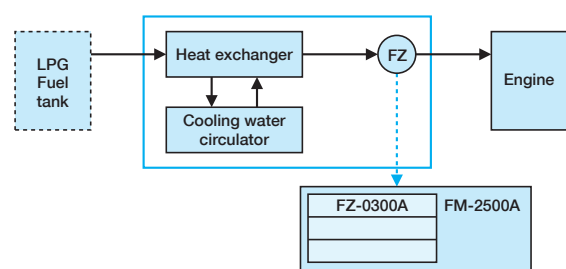 LPG
Fuel
tank
Heat exchanger
Cooling water
circulator
FZ
Engine
FZ-0300A
FM-2500A